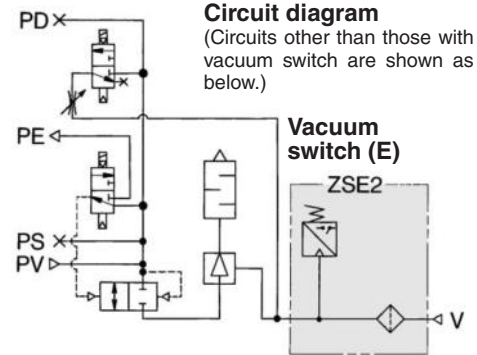 PD
Circuit diagram
(Circuits other than those with
vacuum switch are shown as
below.)
PE
Vacuum
switch (E)
ZSE2
PS
PV
V